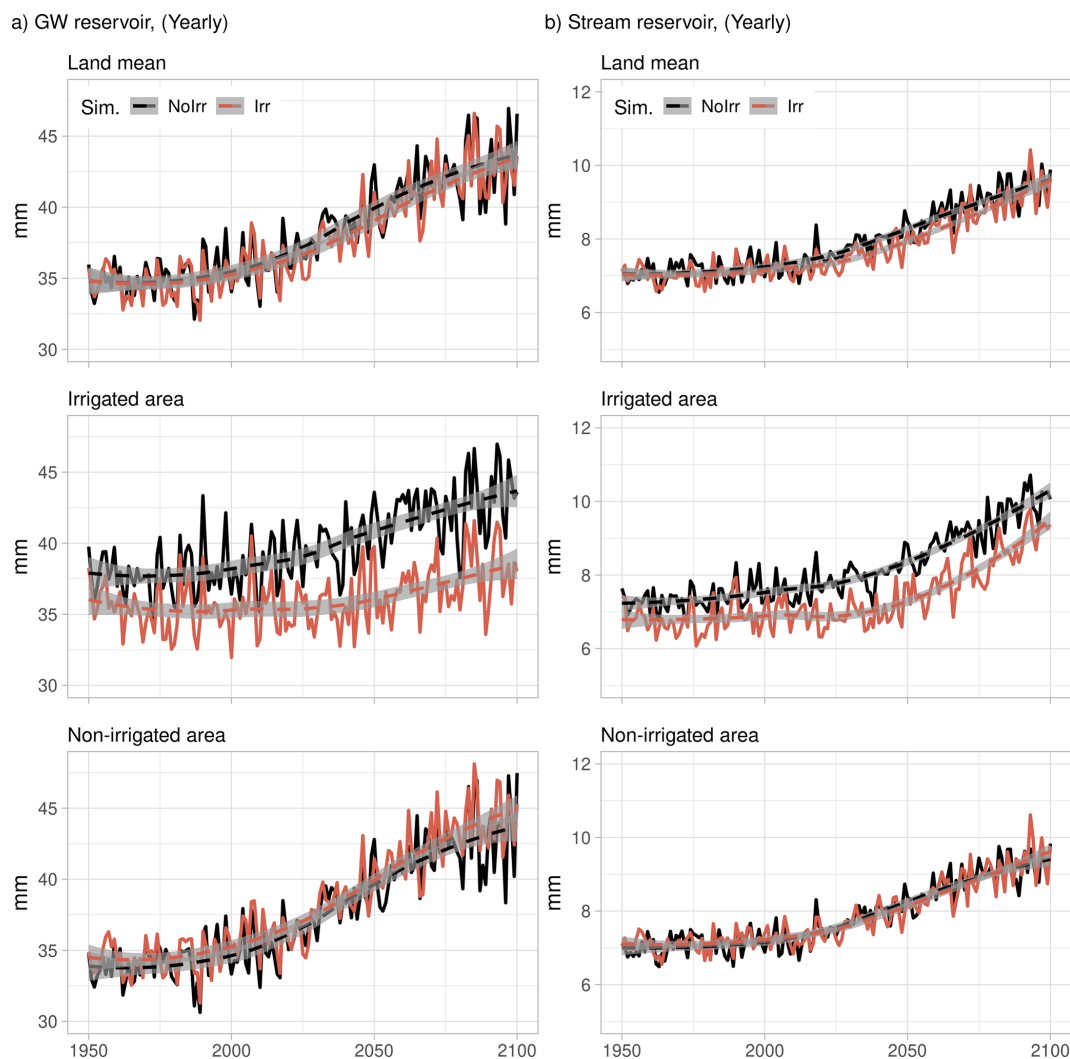 a) GW reservoir, (Yearly)
Land mean
Sim. NoIrr Irr
mm
45
40
35
30
Irrigated area
mm
45
40
35
30
Non-irrigated area
mm
45
40
35
30
1950 2000 2050 2100
b) Stream reservoir, (Yearly)
Land mean
Sim. NoIrr Irr
mm
12
10
8
6
Irrigated area
mm
12
10
8
6
Non-irrigated area
mm
12
10
8
6
1950 2000 2050 2100